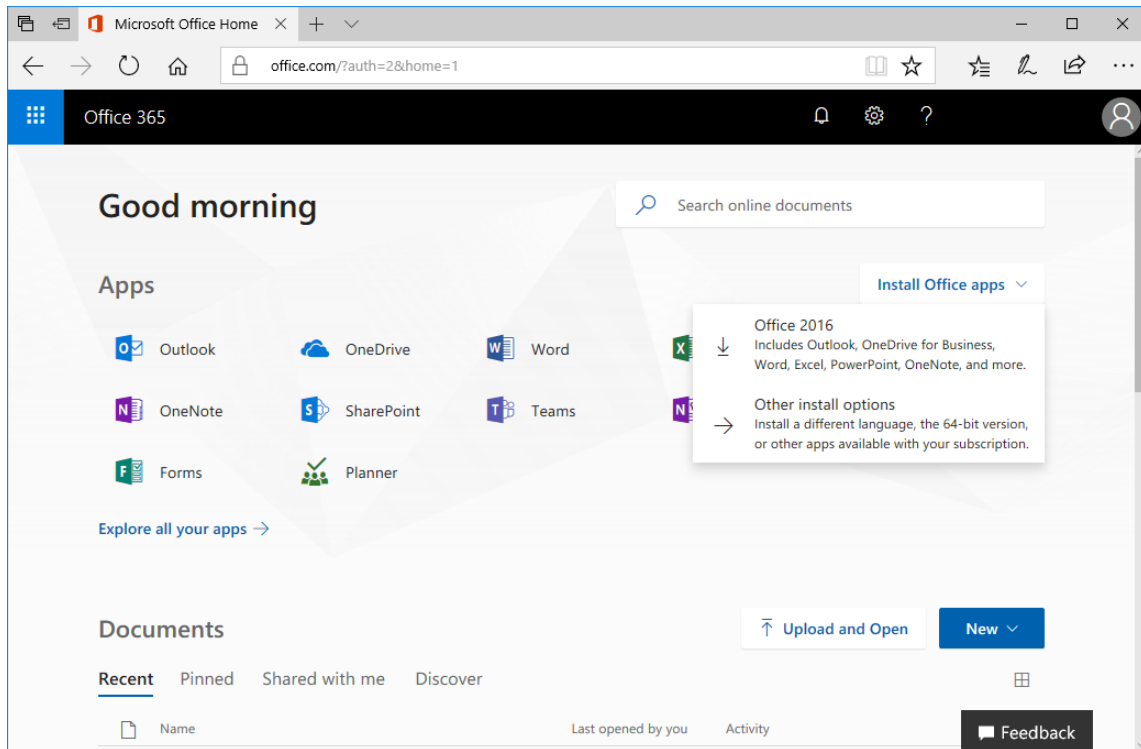 Microsoft Office Home
office.com/?auth=2&home=1
Office 365
Good morning
Search online documents
Apps
Install Office apps
Office 2016
Includes Outlook, OneDrive for Business,
Word, Excel, PowerPoint, OneNote, and more.
Other install options
Install a different language, the 64-bit version,
or other apps available with your subscription.
Outlook
OneDrive
Word
OneNote
SharePoint
Teams
Forms
Planner
Explore all your apps
Documents
Upload and Open
New
Recent
Pinned
Shared with me
Discover
Name
Last opened by you
Activity
Feedback